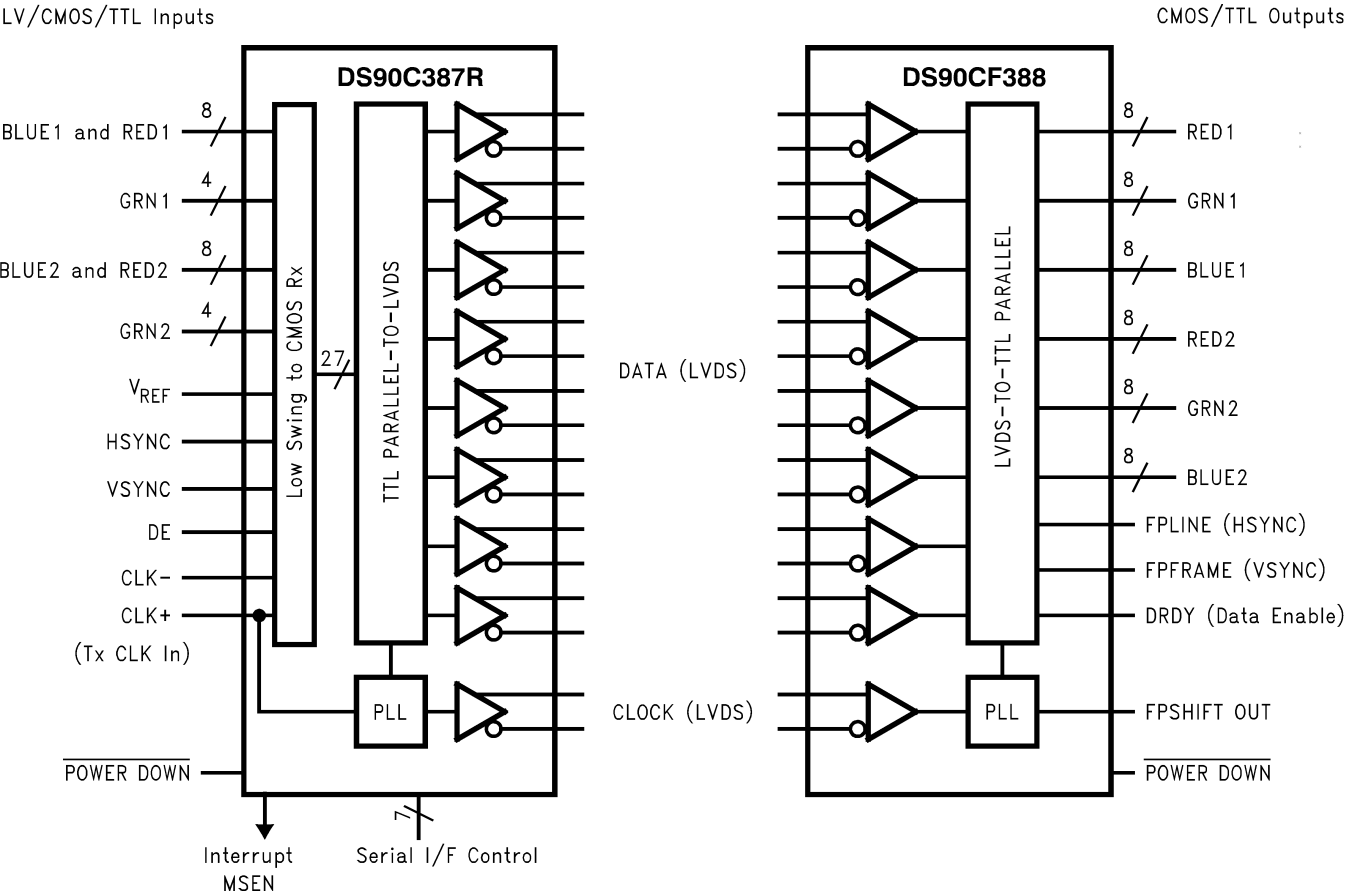 LV/CMOS/TTL Inputs
CMOS/TTL Outputs
DS90C387R
DS90CF388
BLUE1 and RED1
8
GRN1
4
BLUE2 and RED2
8
GRN2
4
VREF
HSYNC
VSYNC
DE
CLK-
CLK+
(Tx CLK In)
POWER DOWN
Low Swing to CMOS Rx
27
TTL PARALLEL-TO-LVDS
PLL
Interrupt
MSEN
7
Serial I/F Control
DATA (LVDS)
CLOCK (LVDS)
LVDS-TO-TTL PARALLEL
PLL
8
RED1
8
GRN1
8
BLUE1
8
RED2
8
GRN2
8
BLUE2
FPLINE (HSYNC)
FPFRAME (VSYNC)
DRDY (Data Enable)
FPSHIFT OUT
POWER DOWN